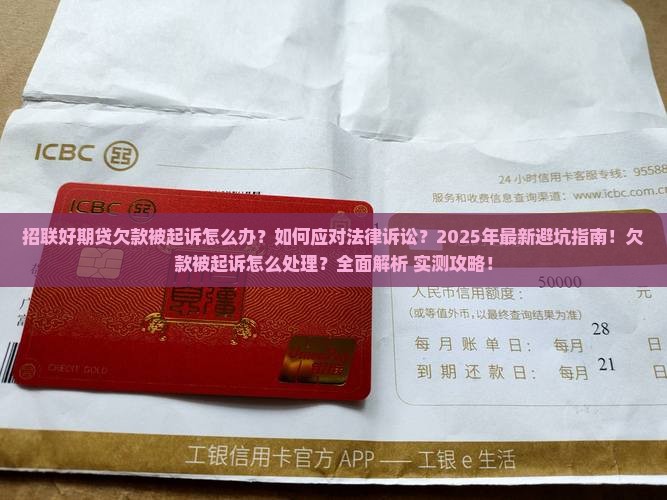 ICBC
24小时信用卡客服专线：95588
服务和收费信息查询渠道：www.icbc.com.cn
ICBC
招联好期贷欠款被起诉怎么办？如何应对法律诉讼？2025年最新避坑指南！欠
款被起诉怎么处理？全面解析 实测攻略！
人民币信用额度：50000 元
（或等值外币，以最终查询结果为准）
每月账单日：每月 28 日
到期还款日：每月 21 日
CREDIT GOLD
工银信用卡官方 APP —— 工银 e 生活